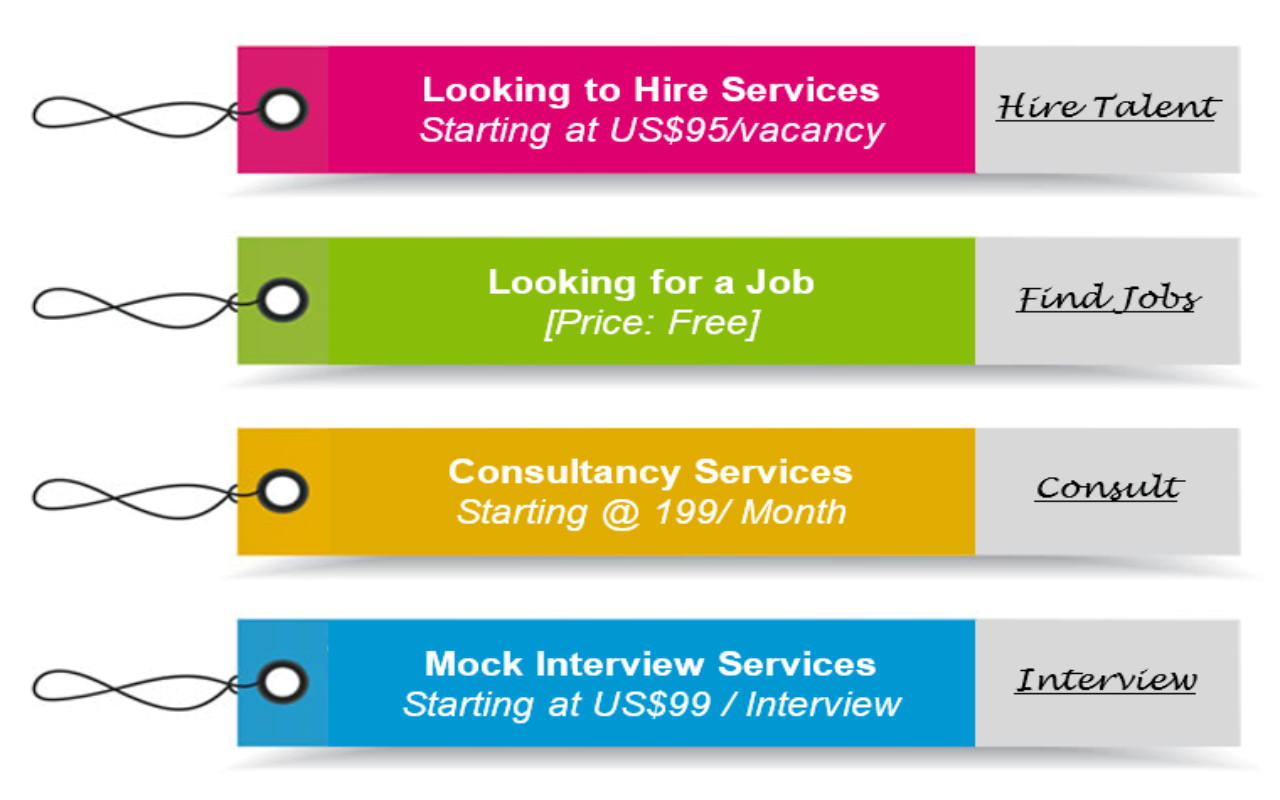 Looking to Hire Services
Starting at US$95/vacancy
Hire Talent
Looking for a Job
[Price: Free]
Find Jobs
Consultancy Services
Starting @ 199/ Month
Consult
Mock Interview Services
Starting at US$99 / Interview
Interview